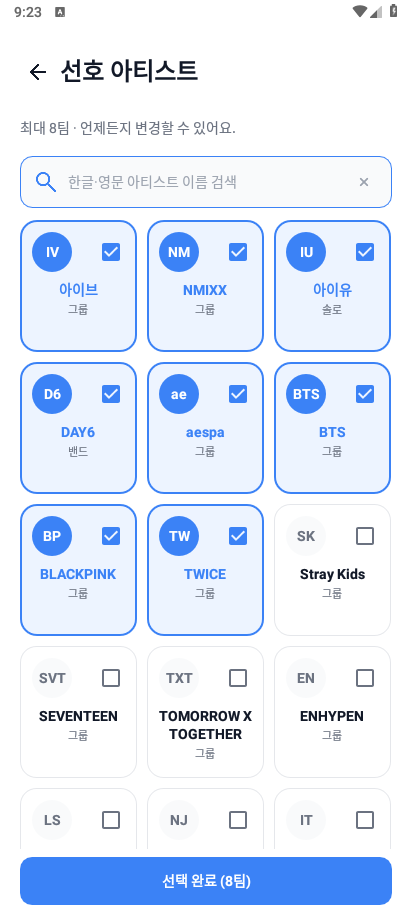 9:23
선호 아티스트
최대 8팀 · 언제든지 변경할 수 있어요.
한글·영문 아티스트 이름 검색
IV
아이브
그룹
NM
NMIXX
그룹
IU
아이유
솔로
D6
DAY6
밴드
ae
aespa
그룹
BTS
BTS
그룹
BP
BLACKPINK
그룹
TW
TWICE
그룹
SK
Stray Kids
그룹
SVT
SEVENTEEN
그룹
TXT
TOMORROW X
TOGETHER
그룹
EN
ENHYPEN
그룹
LS
NJ
IT
선택 완료 (8팀)